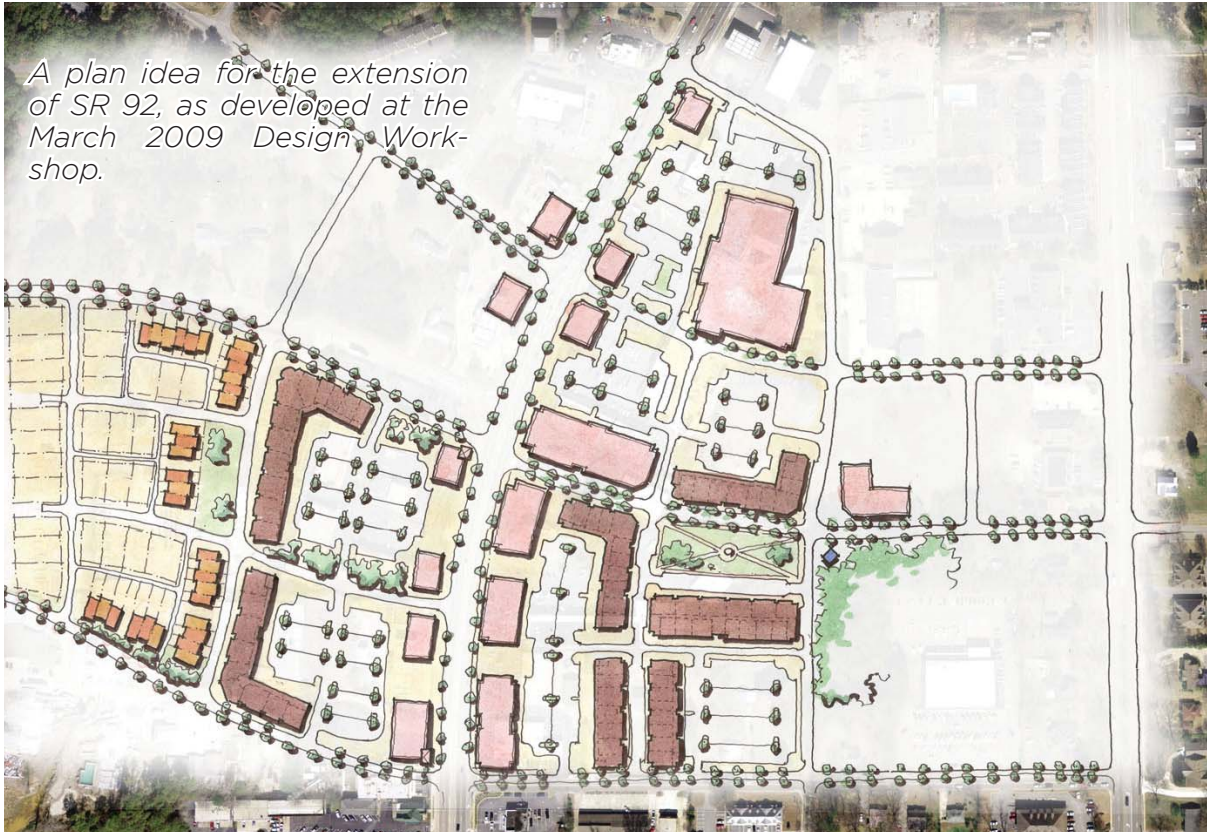 A plan idea for the extension
of SR 92, as developed at the
March 2009 Design Work-
shop.